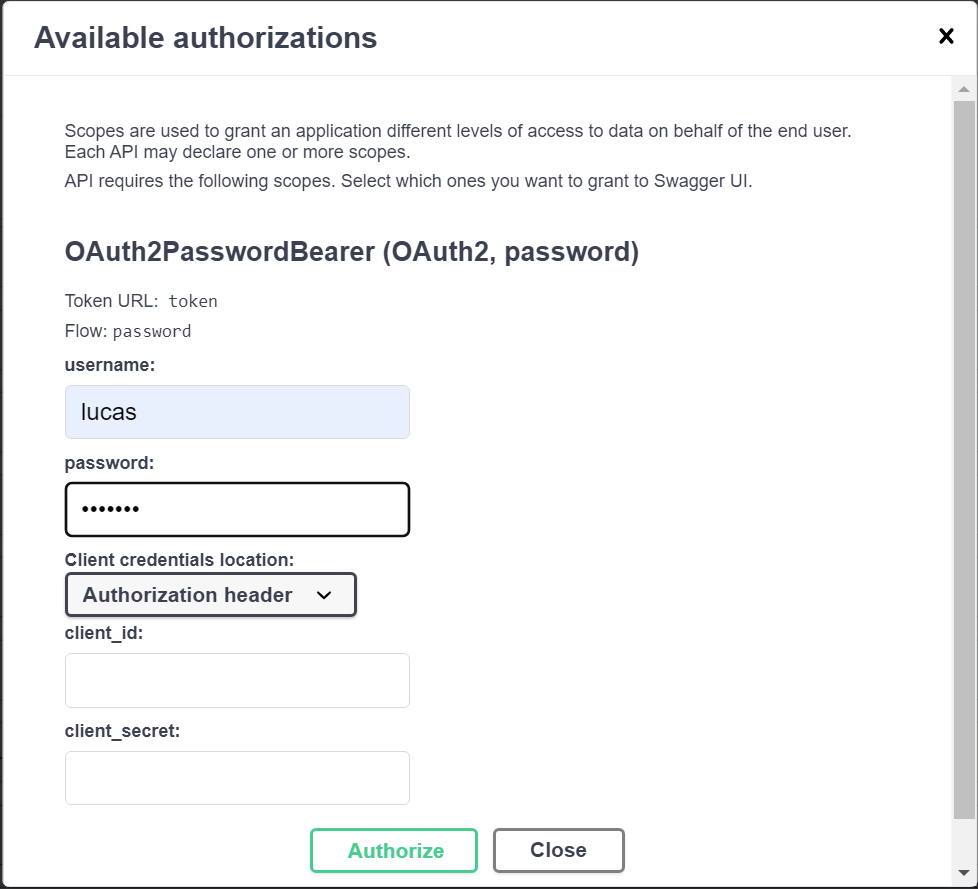 Available authorizations
Scopes are used to grant an application different levels of access to data on behalf of the end user.
Each API may declare one or more scopes.
API requires the following scopes. Select which ones you want to grant to Swagger UI.
OAuth2PasswordBearer (OAuth2, password)
Token URL: token
Flow: password
username:
lucas
password:
•••••••
Client credentials location:
Authorization header
client_id:
client_secret:
Authorize Close